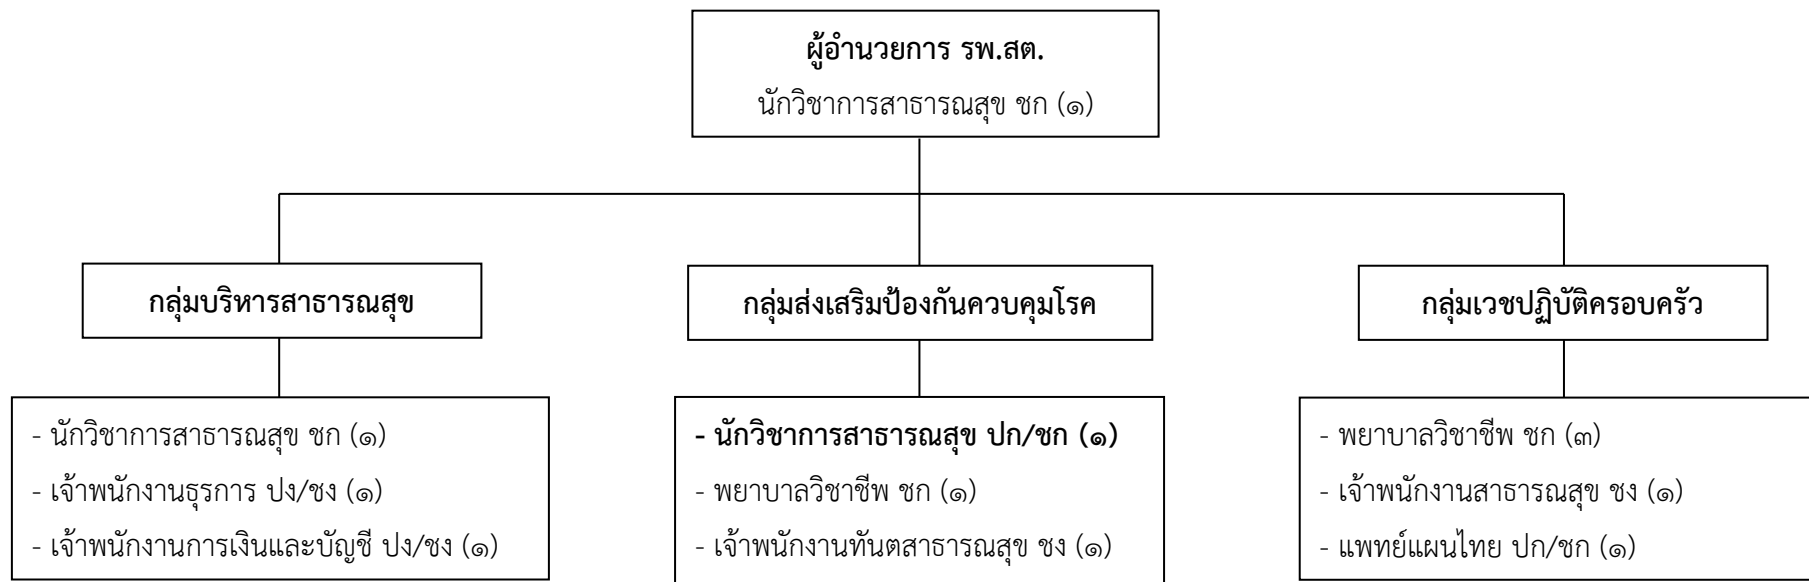 ผู้อำนวยการ รพ.สต.
นักวิชาการสาธารณสุข ชก (๑)
กลุ่มบริหารสาธารณสุข
กลุ่มส่งเสริมป้องกันควบคุมโรค
กลุ่มเวชปฏิบัติครอบครัว
- นักวิชาการสาธารณสุข ชก (๑)
- เจ้าพนักงานธุรการ ปง/ชง (๑)
- เจ้าพนักงานการเงินและบัญชี ปง/ชง (๑)
- นักวิชาการสาธารณสุข ปก/ชก (๑)
- พยาบาลวิชาชีพ ชก (๑)
- เจ้าพนักงานทันตสาธารณสุข ชง (๑)
- พยาบาลวิชาชีพ ชก (๓)
- เจ้าพนักงานสาธารณสุข ชง (๑)
- แพทย์แผนไทย ปก/ชก (๑)